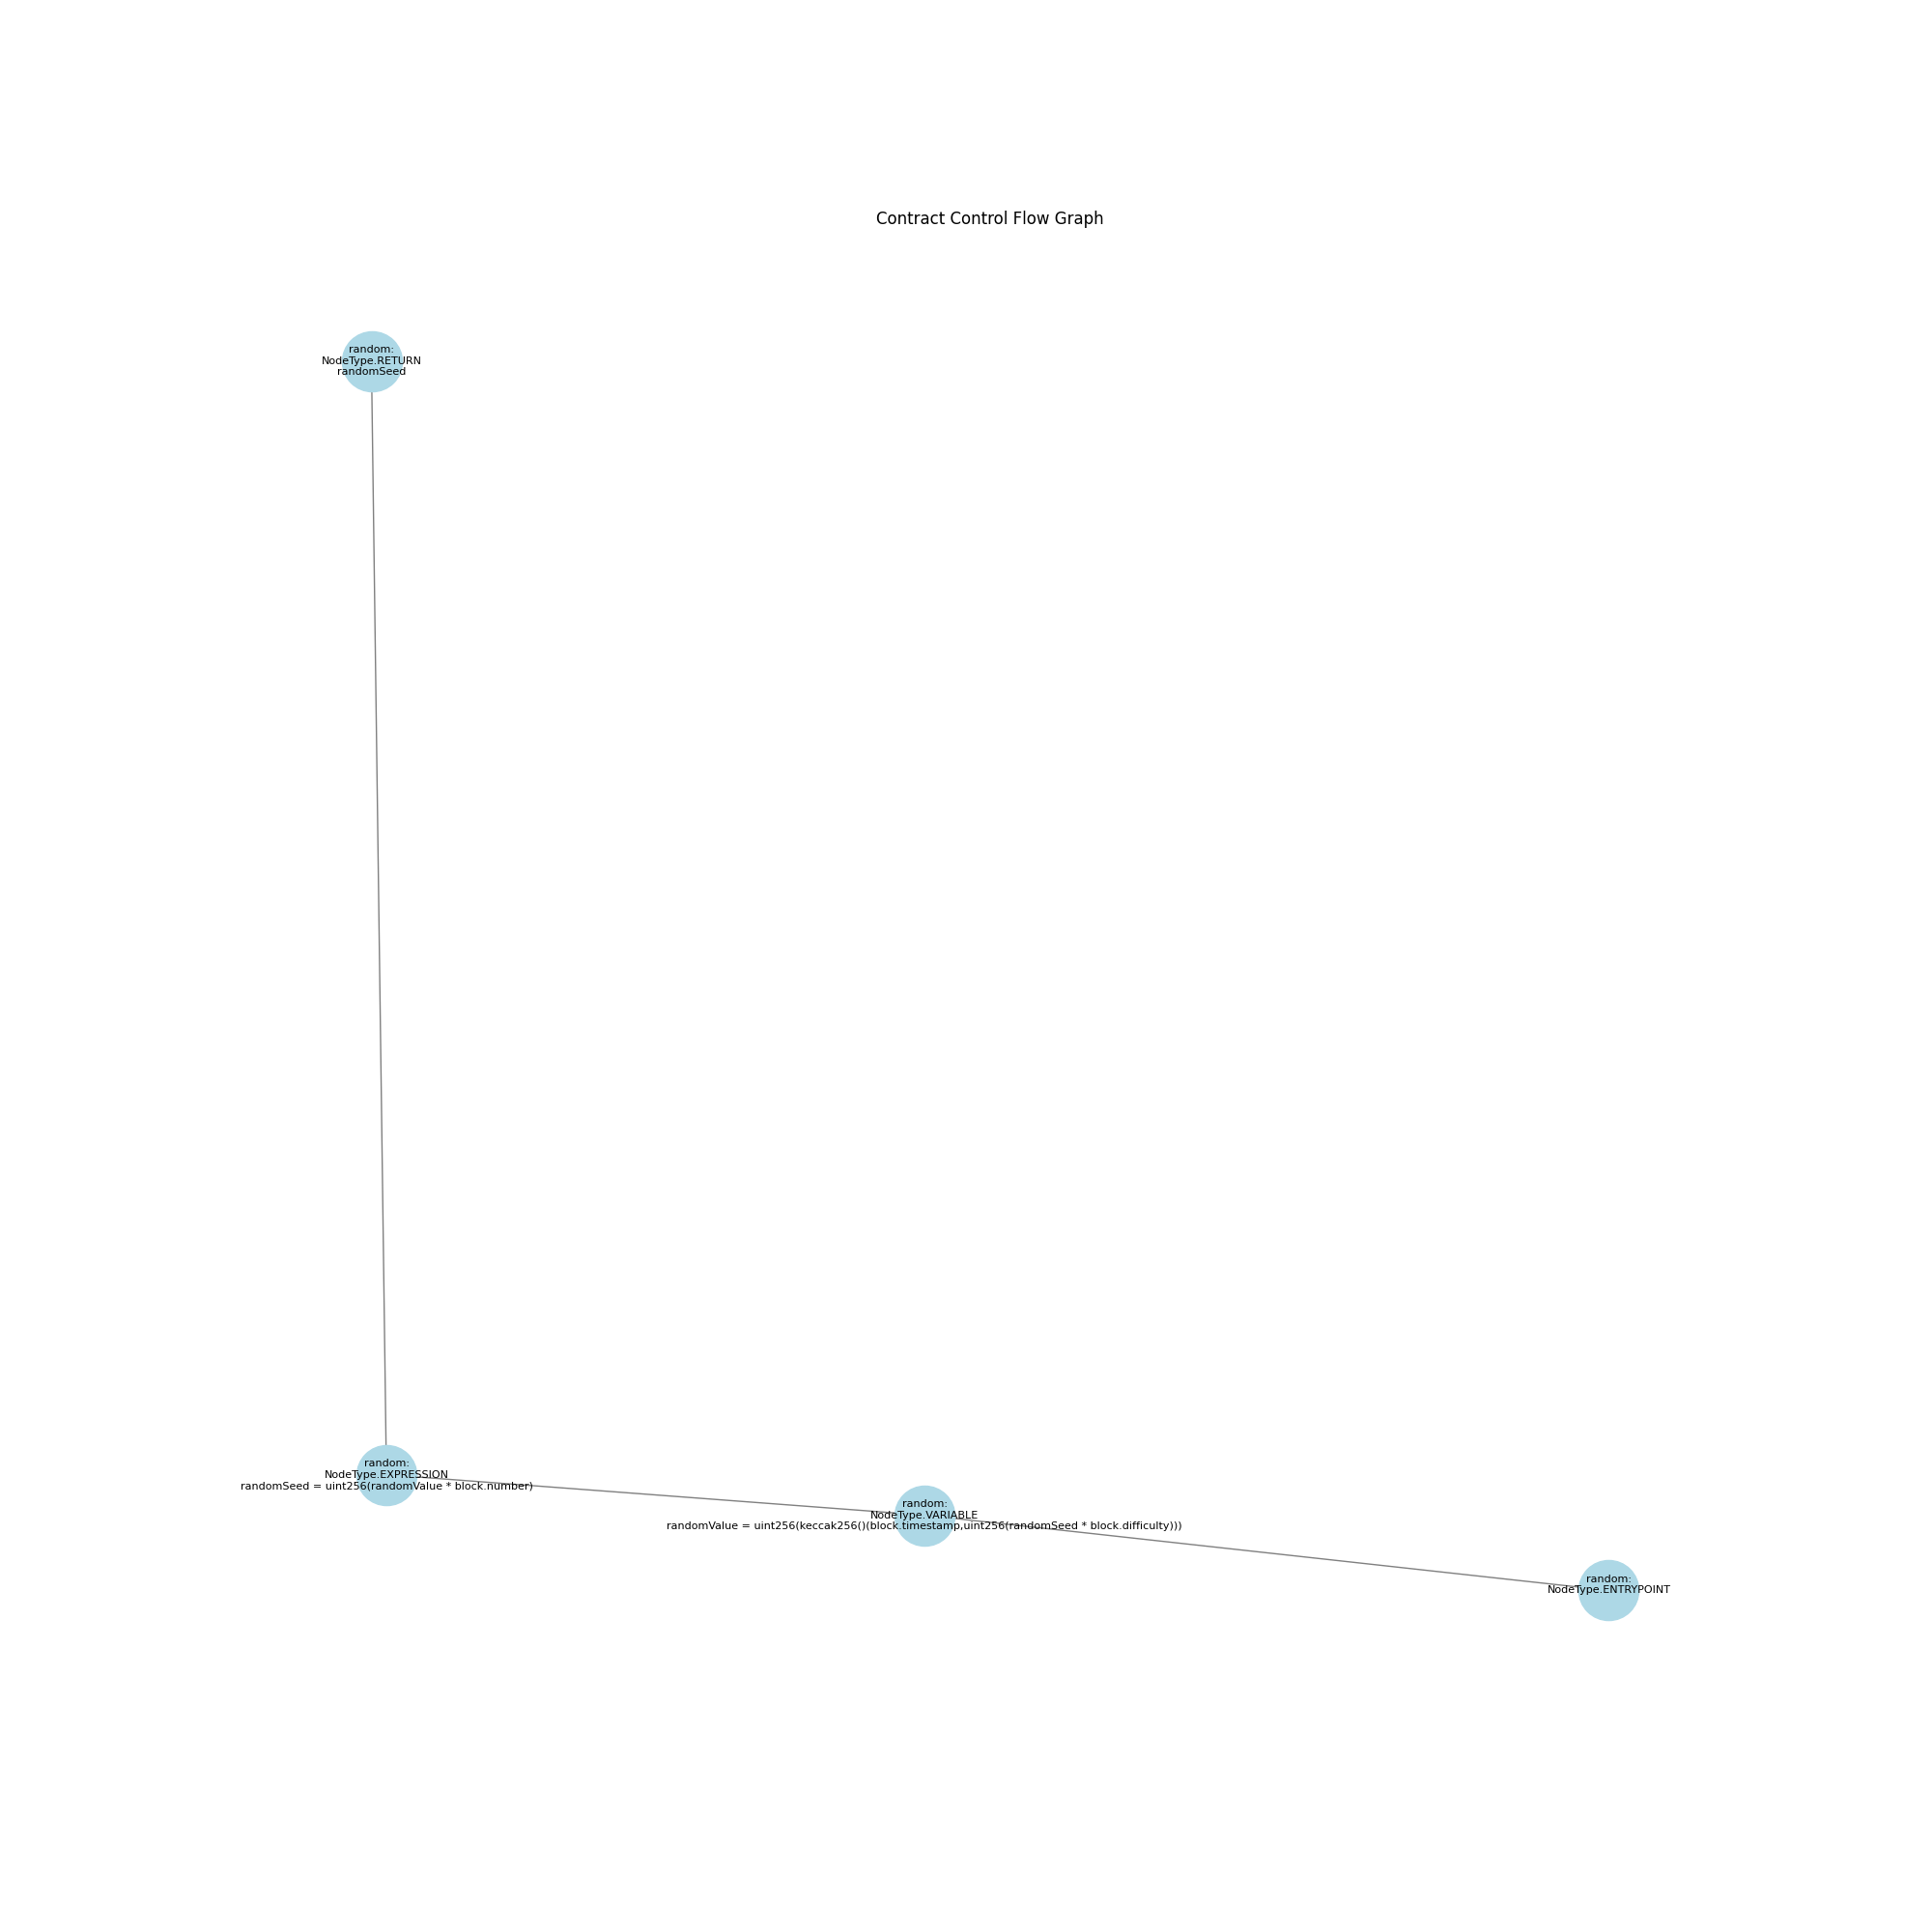 Contract Control Flow Graph
random:
NodeType.RETURN
randomSeed
random:
NodeType.EXPRESSION
randomSeed = uint256(randomValue * block.number)
random:
NodeType.VARIABLE
randomValue = uint256(keccak256()(block.timestamp,uint256(randomSeed * block.difficulty)))
random:
NodeType.ENTRYPOINT